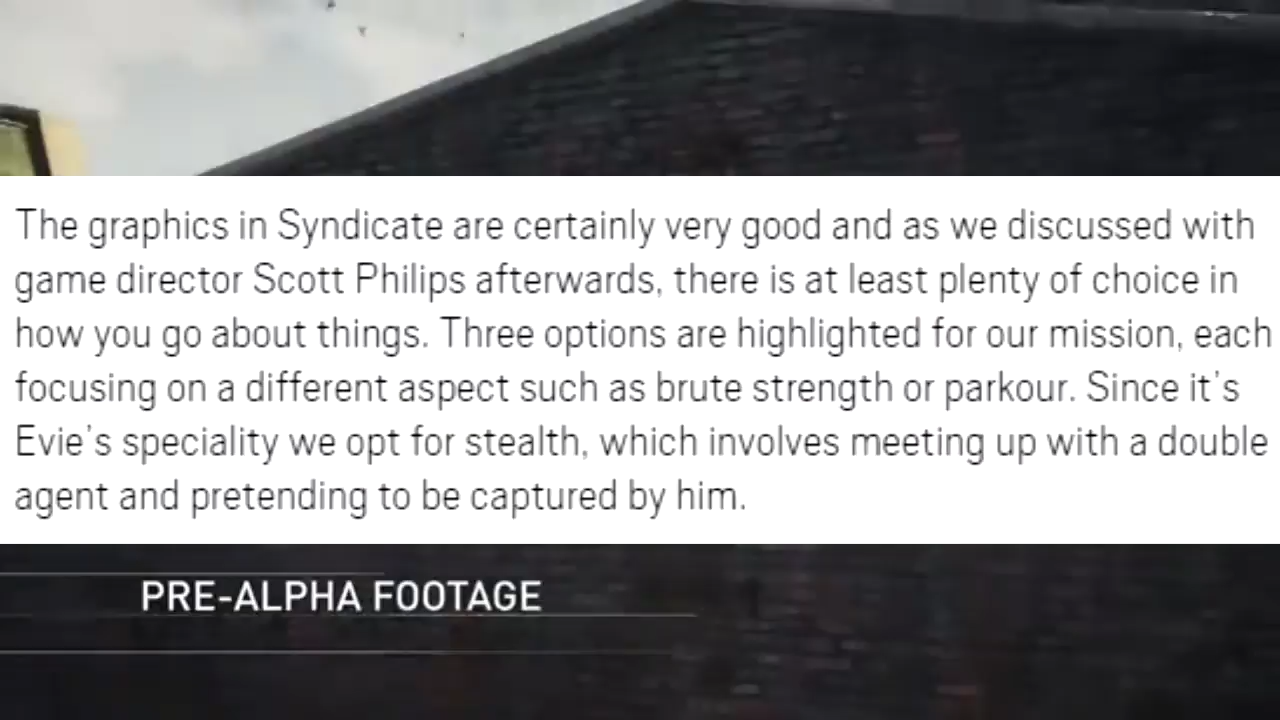 The graphics in Syndicate are certainly very good and as we discussed with
game director Scott Philips afterwards, there is at least plenty of choice in
how you go about things. Three options are highlighted for our mission, each
focusing on a different aspect such as brute strength or parkour. Since it's
Evie's speciality we opt for stealth, which involves meeting up with a double
agent and pretending to be captured by him.
PRE-ALPHA FOOTAGE